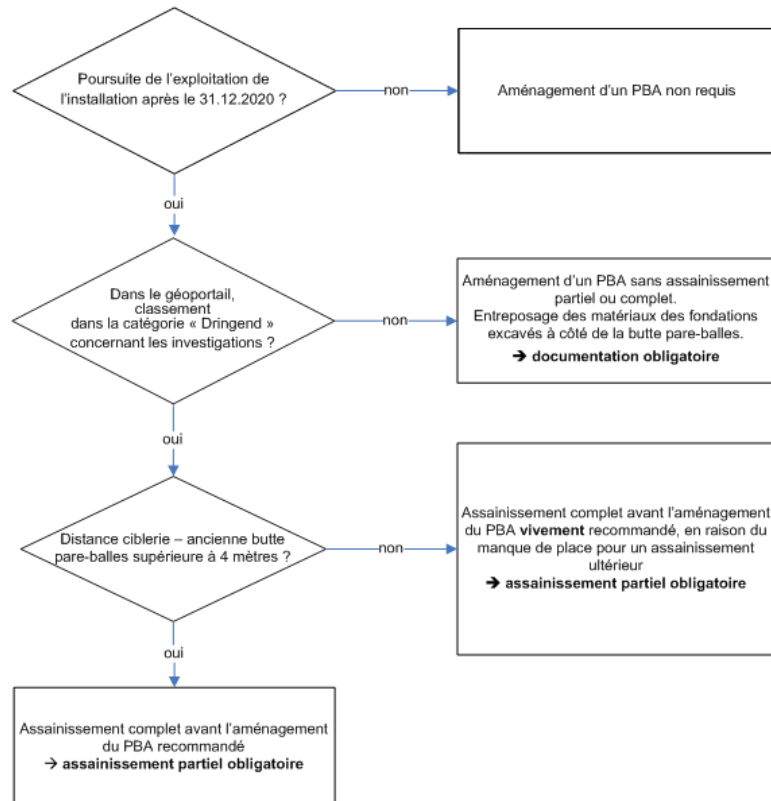 Poursuite de l'exploitation de
l'installation après le 31.12.2020 ?
non
Aménagement d'un PBA non requis
oui
Dans le géoportail,
classement
dans la catégorie « Dringend »
concernant les investigations ?
non
Aménagement d'un PBA sans assainissement
partiel ou complet.
Entreposage des matériaux des fondations
excavés à côté de la butte pare-balles.
➔ documentation obligatoire
oui
Distance ciblerie – ancienne butte
pare-balles supérieure à 4 mètres ?
non
Assainissement complet avant l'aménagement
du PBA vivement recommandé, en raison du
manque de place pour un assainissement
ultérieur
➔ assainissement partiel obligatoire
oui
Assainissement complet avant l'aménagement
du PBA recommandé
→ assainissement partiel obligatoire